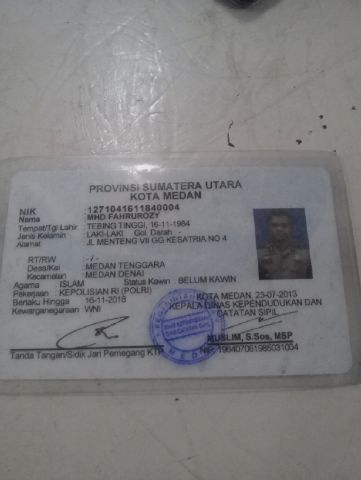 PROVINSI SUMATERA UTARA
KOTA MEDAN
NIK : 1271041611840004
Nama : MHD FAHRUROZY
Tempat/Tgl Lahir : TEBING TINGGI, 16-11-1984
Jenis Kelamin : LAKI-LAKI Gol. Darah : -
Alamat : JL MENTENG VII GG KESATRIA NO 4
RT/RW : -/-
Desa/Kel : MEDAN TENGGARA
Kecamatan : MEDAN DENAI
Agama : ISLAM Status Kawin : BELUM KAWIN
Pekerjaan : KEPOLISIAN RI (POLRI)
Berlaku Hingga : 16-11-2018
Kewarganegaraan : WNI
KOTA MEDAN, 23-07-2013
KEPALA DINAS KEPENDUDUKAN DAN
CATATAN SIPIL
MUSLIM, S.Sos, MSP
Tanda Tangan/Sidik Jari Pemegang KTP
NIP. 196407061985031004
MEDAN